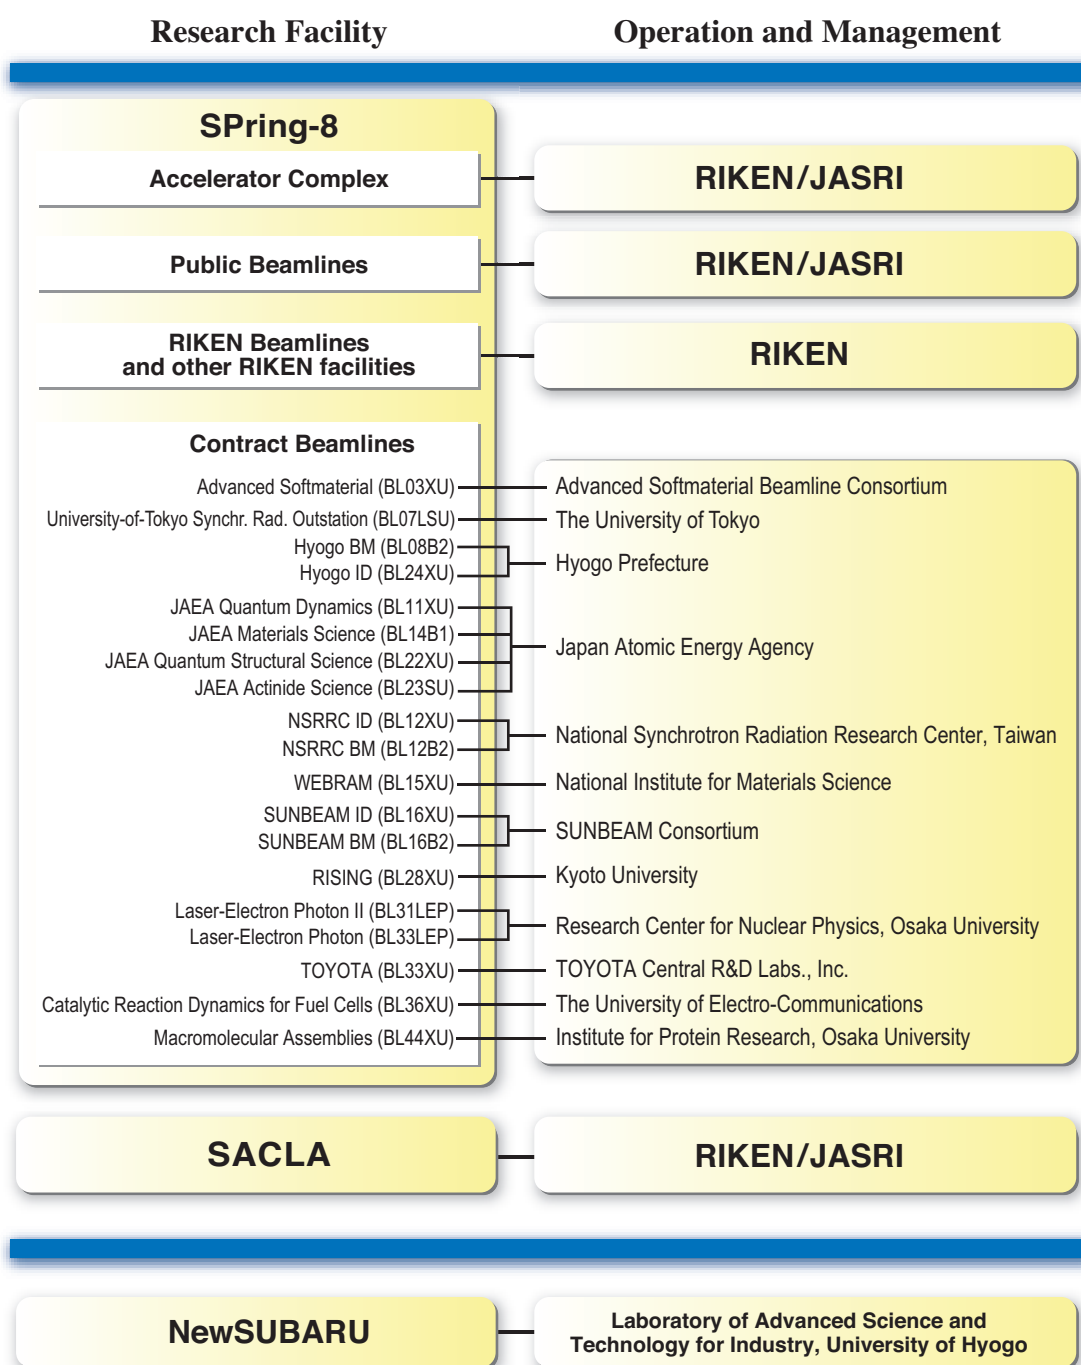 Research Facility
Operation and Management
SPring-8
Accelerator Complex
RIKEN/JASRI
Public Beamlines
RIKEN/JASRI
RIKEN Beamlines
and other RIKEN facilities
RIKEN
Contract Beamlines
Advanced Softmaterial (BL03XU)
Advanced Softmaterial Beamline Consortium
University-of-Tokyo Synchr. Rad. Outstation (BL07LSU)
The University of Tokyo
Hyogo BM (BL08B2)
Hyogo ID (BL24XU)
Hyogo Prefecture
JAEA Quantum Dynamics (BL11XU)
JAEA Materials Science (BL14B1)
JAEA Quantum Structural Science (BL22XU)
JAEA Actinide Science (BL23SU)
Japan Atomic Energy Agency
NSRRC ID (BL12XU)
NSRRC BM (BL12B2)
National Synchrotron Radiation Research Center, Taiwan
WEBRAM (BL15XU)
National Institute for Materials Science
SUNBEAM ID (BL16XU)
SUNBEAM BM (BL16B2)
SUNBEAM Consortium
RISING (BL28XU)
Kyoto University
Laser-Electron Photon II (BL31LEP)
Laser-Electron Photon (BL33LEP)
Research Center for Nuclear Physics, Osaka University
TOYOTA (BL33XU)
TOYOTA Central R&D Labs., Inc.
Catalytic Reaction Dynamics for Fuel Cells (BL36XU)
The University of Electro-Communications
Macromolecular Assemblies (BL44XU)
Institute for Protein Research, Osaka University
SACLA
RIKEN/JASRI
NewSUBARU
Laboratory of Advanced Science and
Technology for Industry, University of Hyogo